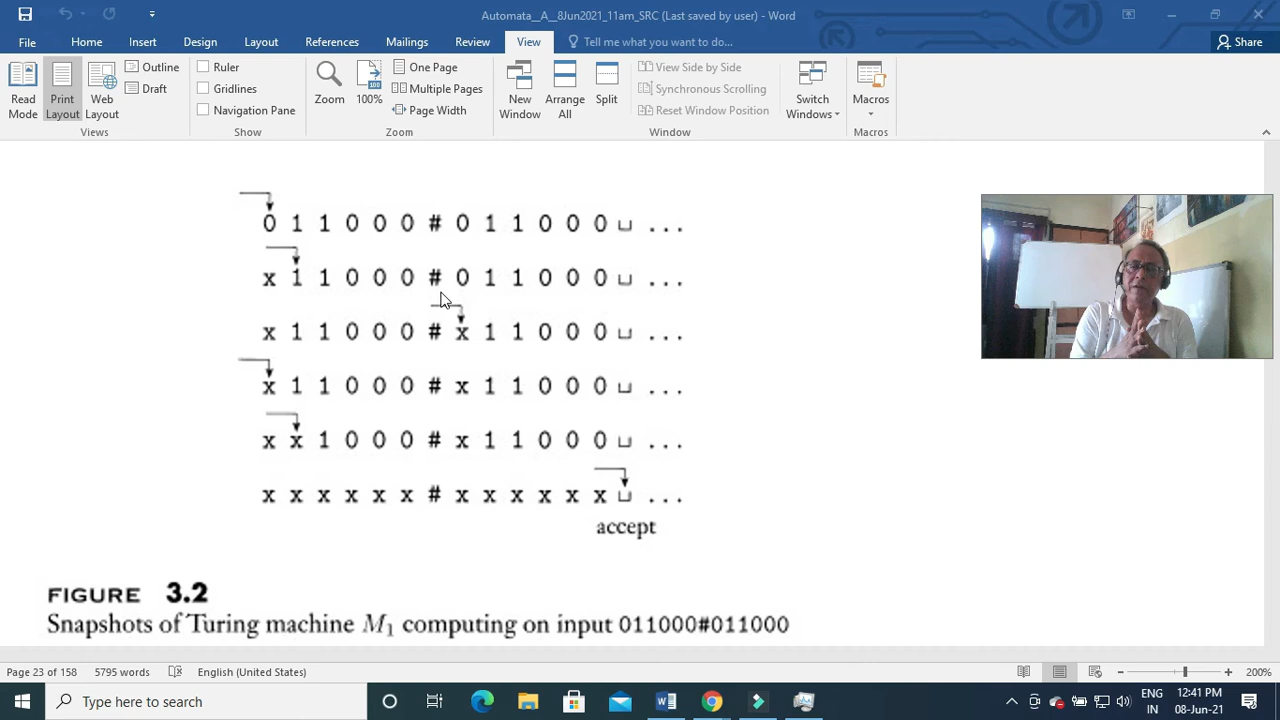 Automata__A__8Jun2021_11am_SRC (Last saved by user) - Word
File Home Insert Design Layout References Mailings Review View Tell me what you want to do... Share
Read Mode
Print Layout
Web Layout
Outline
Draft
Views
Ruler
Gridlines
Navigation Pane
Show
Zoom
100%
One Page
Multiple Pages
Page Width
Zoom
New Window
Arrange All
Split
View Side by Side
Synchronous Scrolling
Reset Window Position
Window
Switch Windows
Macros
Macros
0 1 1 0 0 0 # 0 1 1 0 0 0 ⊔ ...
x 1 1 0 0 0 # 0 1 1 0 0 0 ⊔ ...
x 1 1 0 0 0 # x 1 1 0 0 0 ⊔ ...
x 1 1 0 0 0 # x 1 1 0 0 0 ⊔ ...
x x 1 0 0 0 # x 1 1 0 0 0 ⊔ ...
x x x x x x # x x x x x x ⊔ ...
accept
FIGURE 3.2
Snapshots of Turing machine M₁ computing on input 011000#011000
Page 23 of 158 5795 words English (United States) 200%
Type here to search
ENG 12:41 PM
IN 08-Jun-21